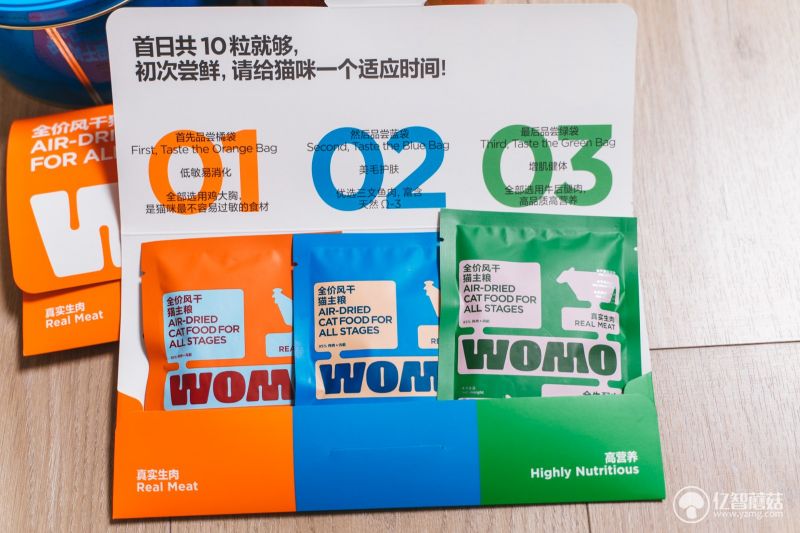 首日共10粒就够，
初次尝鲜，请给猫咪一个适应时间！
01
首先品尝橘袋
First, Taste the Orange Bag
低敏易消化
全部选用鸡大胸，
是猫咪最不容易过敏的食材
02
然后品尝蓝袋
Second, Taste the Blue Bag
美毛护肤
优选三文鱼肉，富含
天然Ω-3
03
最后品尝绿袋
Third, Taste the Green Bag
增肌健体
全部选用牛后腿肉，
高品质高营养
全价风干猫
AIR-DRIED
FOR ALL
真实生肉
Real Meat
全价风干
猫主粮
AIR-DRIED
CAT FOOD FOR
ALL STAGES
WOMO
全价风干
猫主粮
AIR-DRIED
CAT FOOD FOR
ALL STAGES
WOMO
全价风干
猫主粮
AIR-DRIED
CAT FOOD FOR
ALL STAGES
真实生肉
REAL MEAT
WOMO
真实生肉
Real Meat
高营养
Highly Nutritious
亿智蘑菇
www.yzmg.com